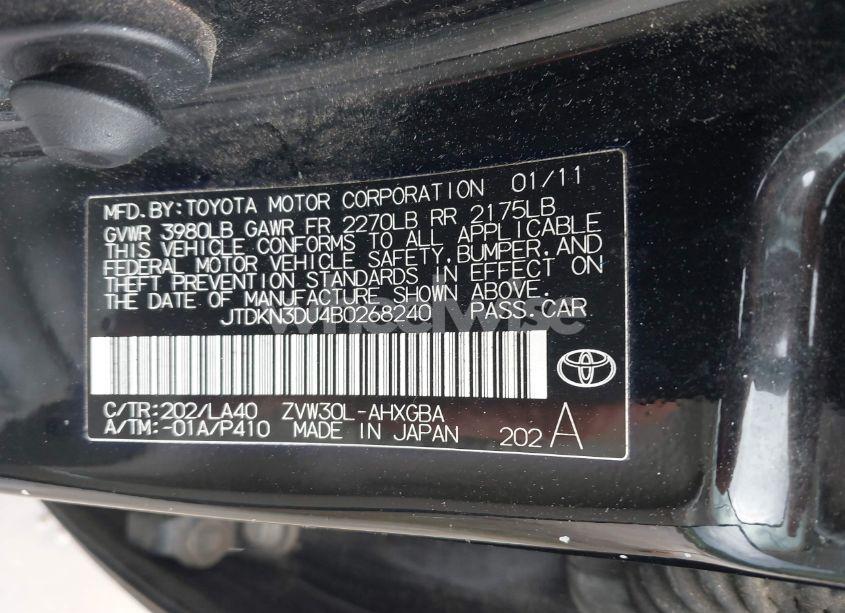 MFD. BY: TOYOTA MOTOR CORPORATION 01/11
GVWR 3980LB GAWR FR 2270LB RR 2175LB
THIS VEHICLE CONFORMS TO ALL APPLICABLE
FEDERAL MOTOR VEHICLE SAFETY, BUMPER, AND
THEFT PREVENTION STANDARDS IN EFFECT ON
THE DATE OF MANUFACTURE SHOWN ABOVE.
JTDKN3DU4B0268240 PASS. CAR
C/TR: 202/LA40 ZVW30L-AHXGBA
A/TM: -01A/P410 MADE IN JAPAN 202 A